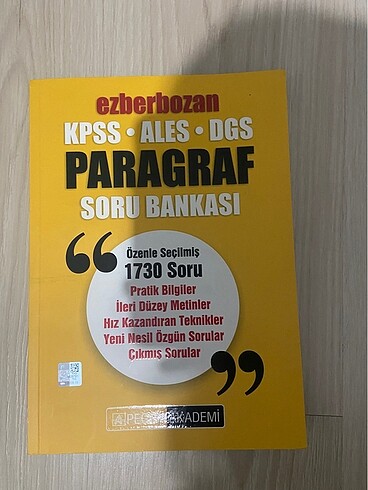 ezberbozan
KPSS • ALES • DGS
PARAGRAF
SORU BANKASI
Özenle Seçilmiş
1730 Soru
Pratik Bilgiler
İleri Düzey Metinler
Hız Kazandıran Teknikler
Yeni Nesil Özgün Sorular
Çıkmış Sorular
AKADEMİ